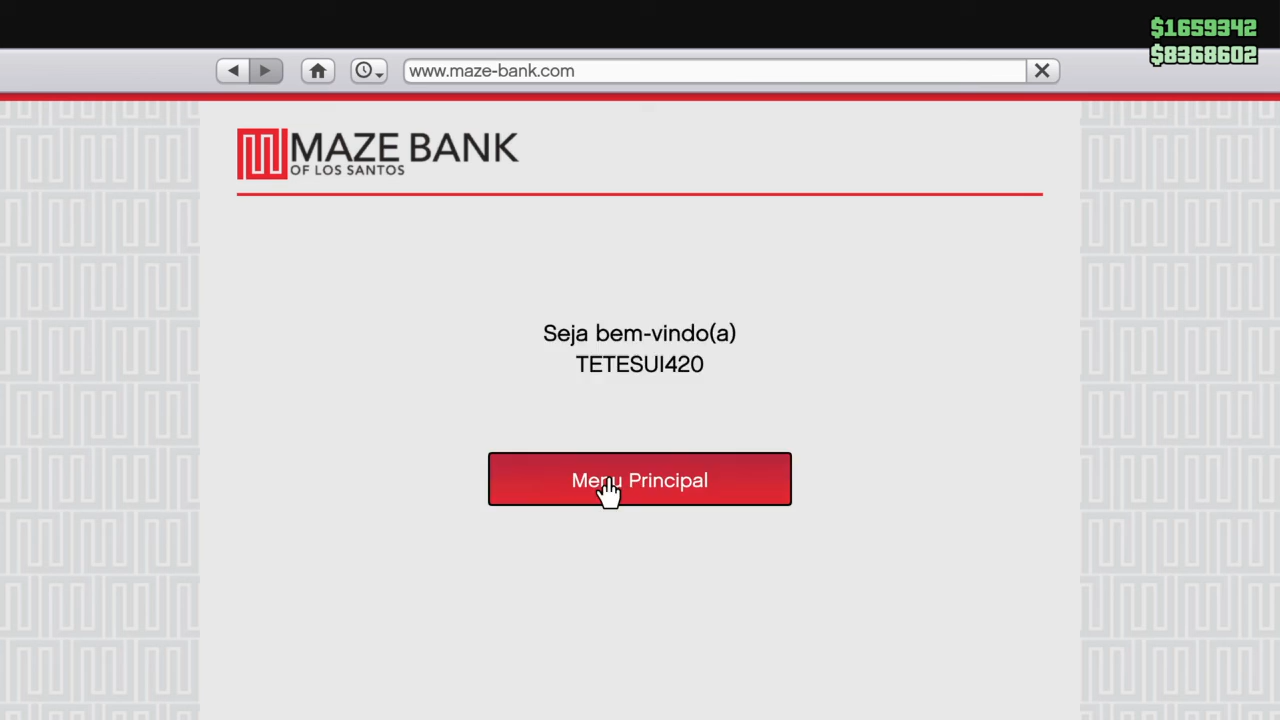 $1659342
$8368602
www.maze-bank.com
MAZE BANK
OF LOS SANTOS
Seja bem-vindo(a)
TETESUI420
Menu Principal